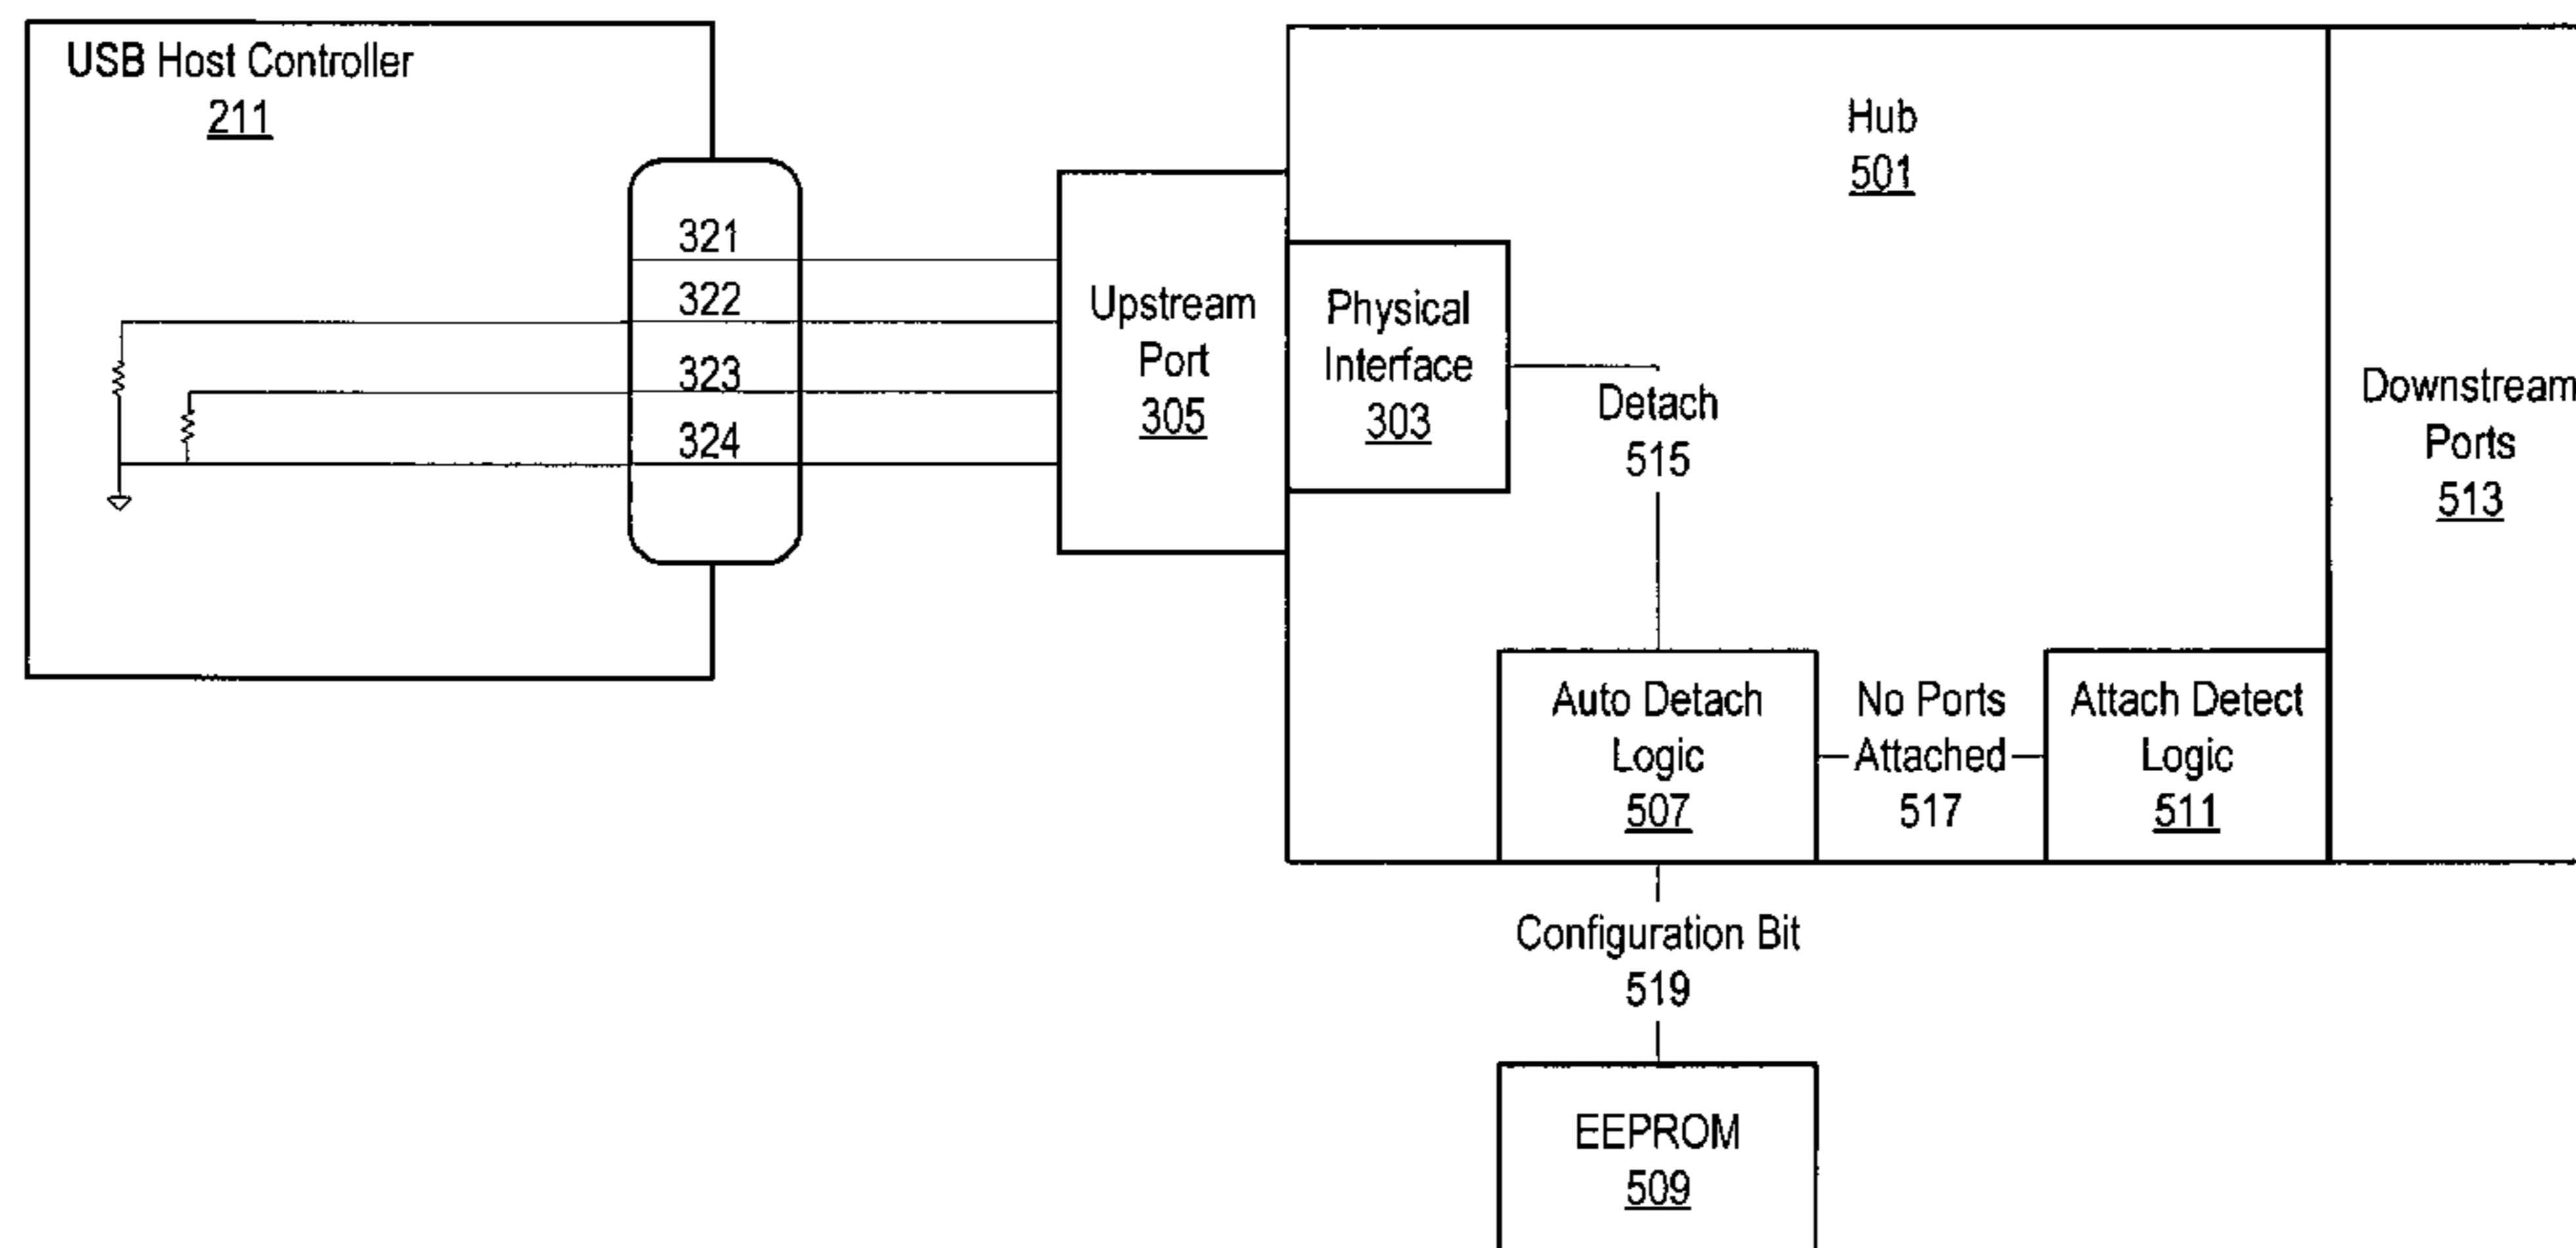 USB Host Controller
211
321
322
323
324
Upstream
Port
305
Physical
Interface
303
Hub
501
Detach
515
Downstream
Ports
513
Auto Detach
Logic
507
No Ports
Attached
517
Attach Detect
Logic
511
Configuration Bit
519
EEPROM
509